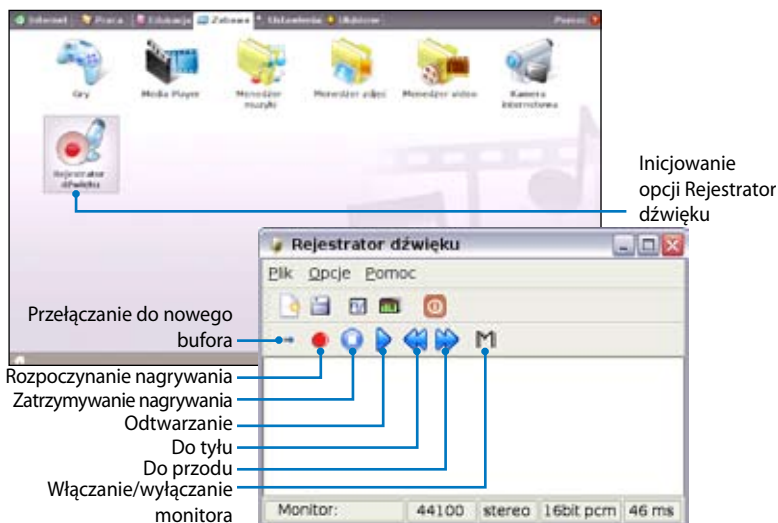 Internet Praca Edukacja Zabawa Ustawienia Ulubione Pomoc
Gry Media Player Menedżer muzyki Menedżer zdjęć Menedżer wideo Kamera internetowa
Rejestrator dźwięku
Inicjowanie
opcji Rejestrator
dźwięku
Rejestrator dźwięku
Plik Opcje Pomoc
Przełączanie do nowego
bufora
M
Rozpoczynanie nagrywania
Zatrzymywanie nagrywania
Odtwarzanie
Do tyłu
Do przodu
Włączanie/wyłączanie
monitora
Monitor: 44100 stereo 16bit pcm 46 ms